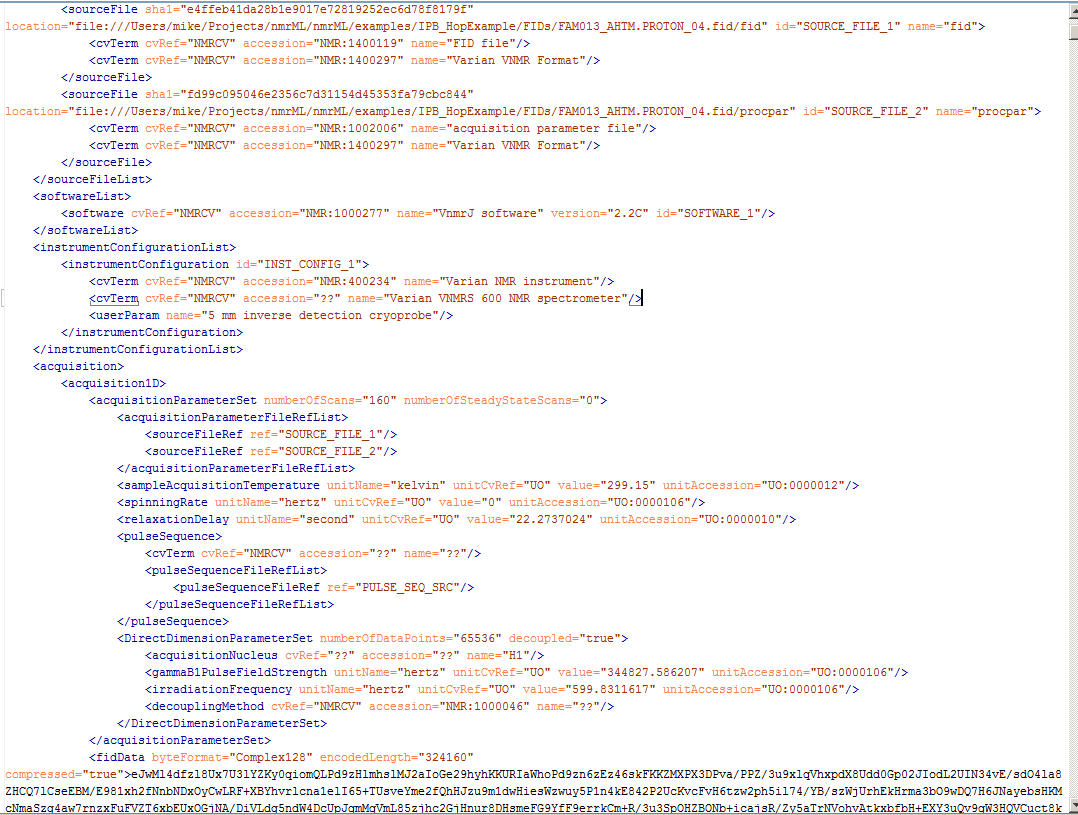 <sourceFile sha1="e4ffeb41da28b1e9017e72819252ec6d78f8179f"
location="file:///Users/mike/Projects/nmrML/nmrML/examples/IPB_HopExample/FIDs/FAM013_AHTM.PROTON_04.fid/fid" id="SOURCE_FILE_1" name="fid">
<cvTerm cvRef="NMRCV" accession="NMR:1400119" name="FID file"/>
<cvTerm cvRef="NMRCV" accession="NMR:1400297" name="Varian VNMR Format"/>
</sourceFile>
<sourceFile sha1="fd99c095046e2356c7d31154d45353fa79cbc844"
location="file:///Users/mike/Projects/nmrML/nmrML/examples/IPB_HopExample/FIDs/FAM013_AHTM.PROTON_04.fid/procpar" id="SOURCE_FILE_2" name="procpar">
<cvTerm cvRef="NMRCV" accession="NMR:1002006" name="acquisition parameter file"/>
<cvTerm cvRef="NMRCV" accession="NMR:1400297" name="Varian VNMR Format"/>
</sourceFile>
</sourceFileList>
<softwareList>
<software cvRef="NMRCV" accession="NMR:1000277" name="VnmrJ software" version="2.2C" id="SOFTWARE_1"/>
</softwareList>
<instrumentConfigurationList>
<instrumentConfiguration id="INST_CONFIG_1">
<cvTerm cvRef="NMRCV" accession="NMR:400234" name="Varian NMR instrument"/>
<cvTerm cvRef="NMRCV" accession="??" name="Varian VNMRS 600 NMR spectrometer"/>
<userParam name="5 mm inverse detection cryoprobe"/>
</instrumentConfiguration>
</instrumentConfigurationList>
<acquisition>
<acquisition1D>
<acquisitionParameterSet numberOfScans="160" numberOfSteadyStateScans="0">
<acquisitionParameterFileRefList>
<sourceFileRef ref="SOURCE_FILE_1"/>
<sourceFileRef ref="SOURCE_FILE_2"/>
</acquisitionParameterFileRefList>
<sampleAcquisitionTemperature unitName="kelvin" unitCvRef="UO" value="299.15" unitAccession="UO:0000012"/>
<spinningRate unitName="hertz" unitCvRef="UO" value="0" unitAccession="UO:0000106"/>
<relaxationDelay unitName="second" unitCvRef="UO" value="22.2737024" unitAccession="UO:0000010"/>
<pulseSequence>
<cvTerm cvRef="NMRCV" accession="??" name="??"/>
<pulseSequenceFileRefList>
<pulseSequenceFileRef ref="PULSE_SEQ_SRC"/>
</pulseSequenceFileRefList>
</pulseSequence>
<DirectDimensionParameterSet numberOfDataPoints="65536" decoupled="true">
<acquisitionNucleus cvRef="??" accession="??" name="H1"/>
<gammaB1PulseFieldStrength unitName="hertz" unitCvRef="UO" value="344827.586207" unitAccession="UO:0000106"/>
<irradiationFrequency unitName="hertz" unitCvRef="UO" value="599.8311617" unitAccession="UO:0000106"/>
<decouplingMethod cvRef="NMRCV" accession="NMR:1000046" name="??"/>
</DirectDimensionParameterSet>
</acquisitionParameterSet>
<fidData byteFormat="Complex128" encodedLength="324160"
compressed="true">